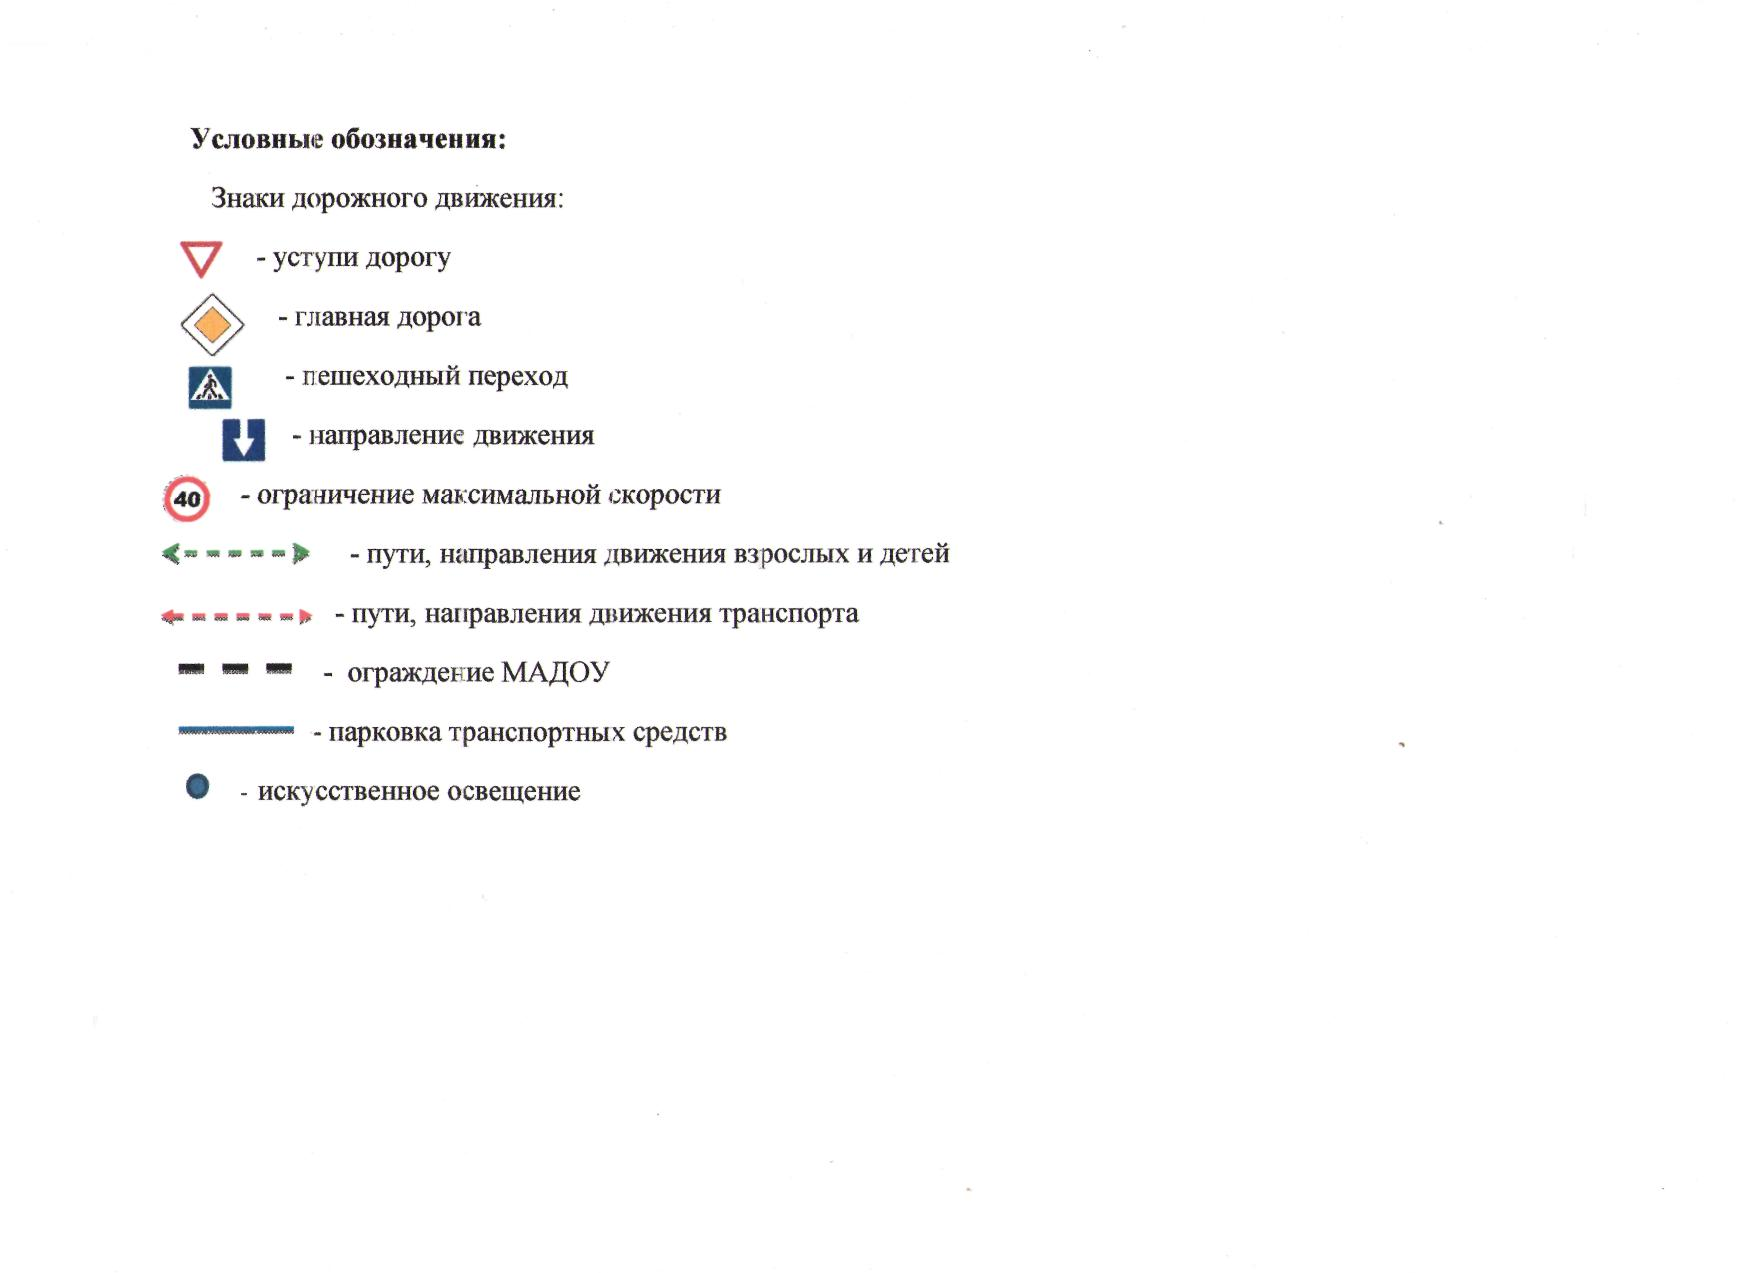 Условные обозначения:
Знаки дорожного движения:
- уступи дорогу
- главная дорога
- пешеходный переход
- направление движения
40 - ограничение максимальной скорости
- пути, направления движения взрослых и детей
- пути, направления движения транспорта
- ограждение МАДОУ
- парковка транспортных средств
- искусственное освещение